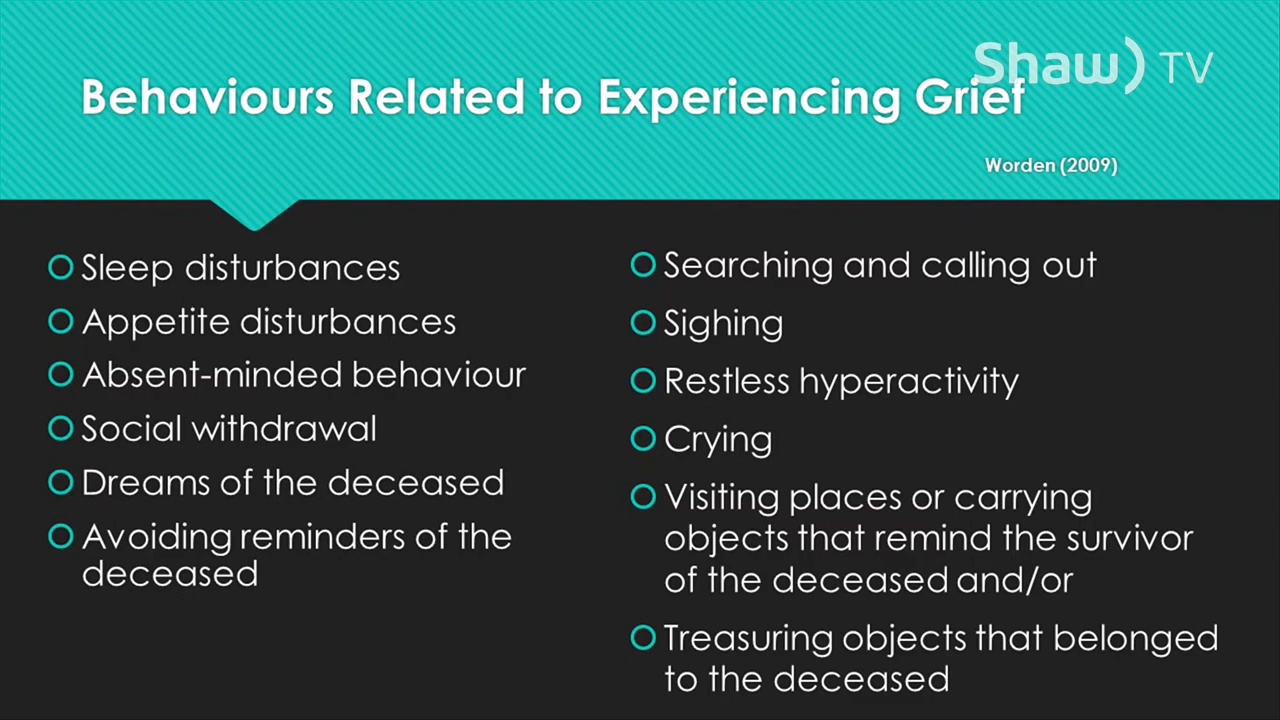 Shaw) TV
Behaviours Related to Experiencing Grief
Worden (2009)
Sleep disturbances
Appetite disturbances
Absent-minded behaviour
Social withdrawal
Dreams of the deceased
Avoiding reminders of the
deceased
Searching and calling out
Sighing
Restless hyperactivity
Crying
Visiting places or carrying
objects that remind the survivor
of the deceased and/or
Treasuring objects that belonged
to the deceased